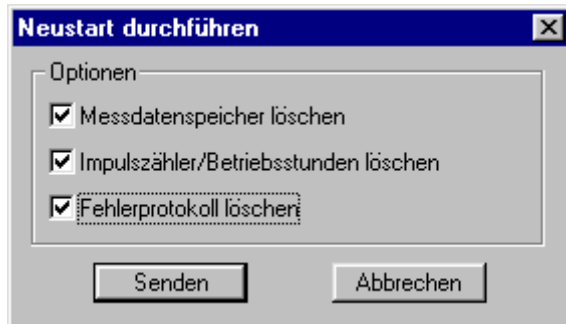 Neustart durchführen
Optionen
Messdatenspeicher löschen
Impulszähler/Betriebsstunden löschen
Fehlerprotokoll löschen
Senden Abbrechen